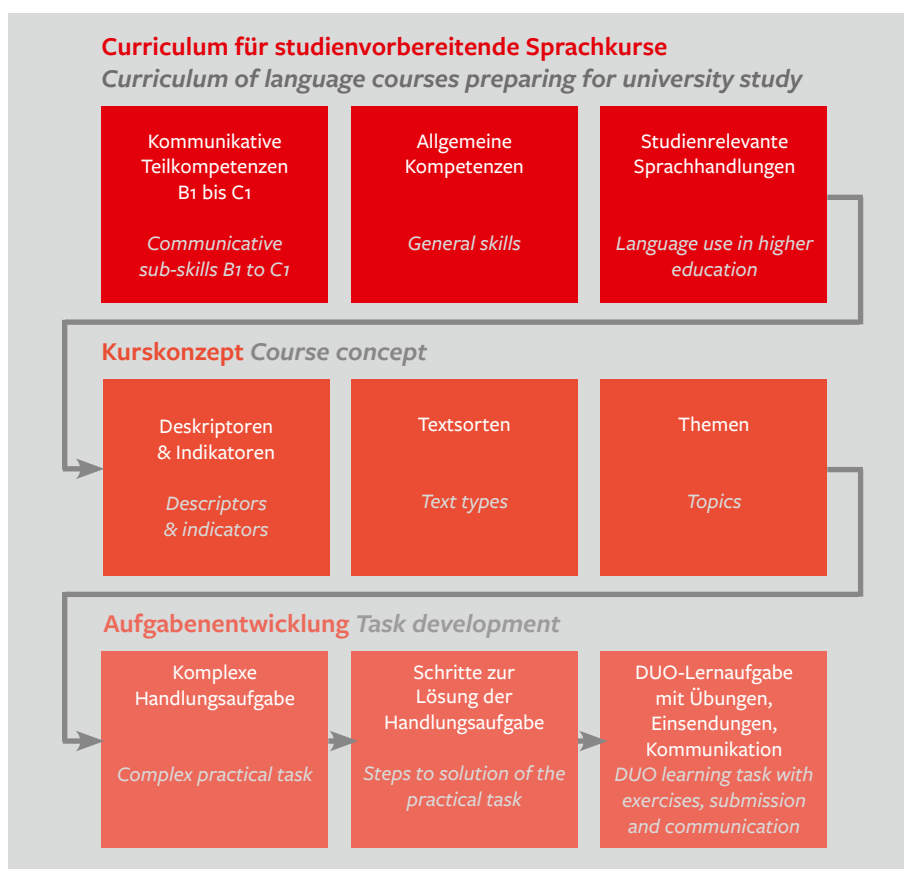 Curriculum für studienvorbereitende Sprachkurse
Curriculum of language courses preparing for university study
Kommunikative
Teilkompetenzen
B1 bis C1
Communicative
sub-skills B1 to C1
Allgemeine
Kompetenzen
General skills
Studienrelevante
Sprachhandlungen
Language use in higher
education
Kurskonzept Course concept
Deskriptoren
& Indikatoren
Descriptors
& indicators
Textsorten
Text types
Themen
Topics
Aufgabenentwicklung Task development
Komplexe
Handlungsaufgabe
Complex practical task
Schritte zur
Lösung der
Handlungsaufgabe
Steps to solution of the
practical task
DUO-Lernaufgabe
mit Übungen,
Einsendungen,
Kommunikation
DUO learning task with
exercises, submission
and communication